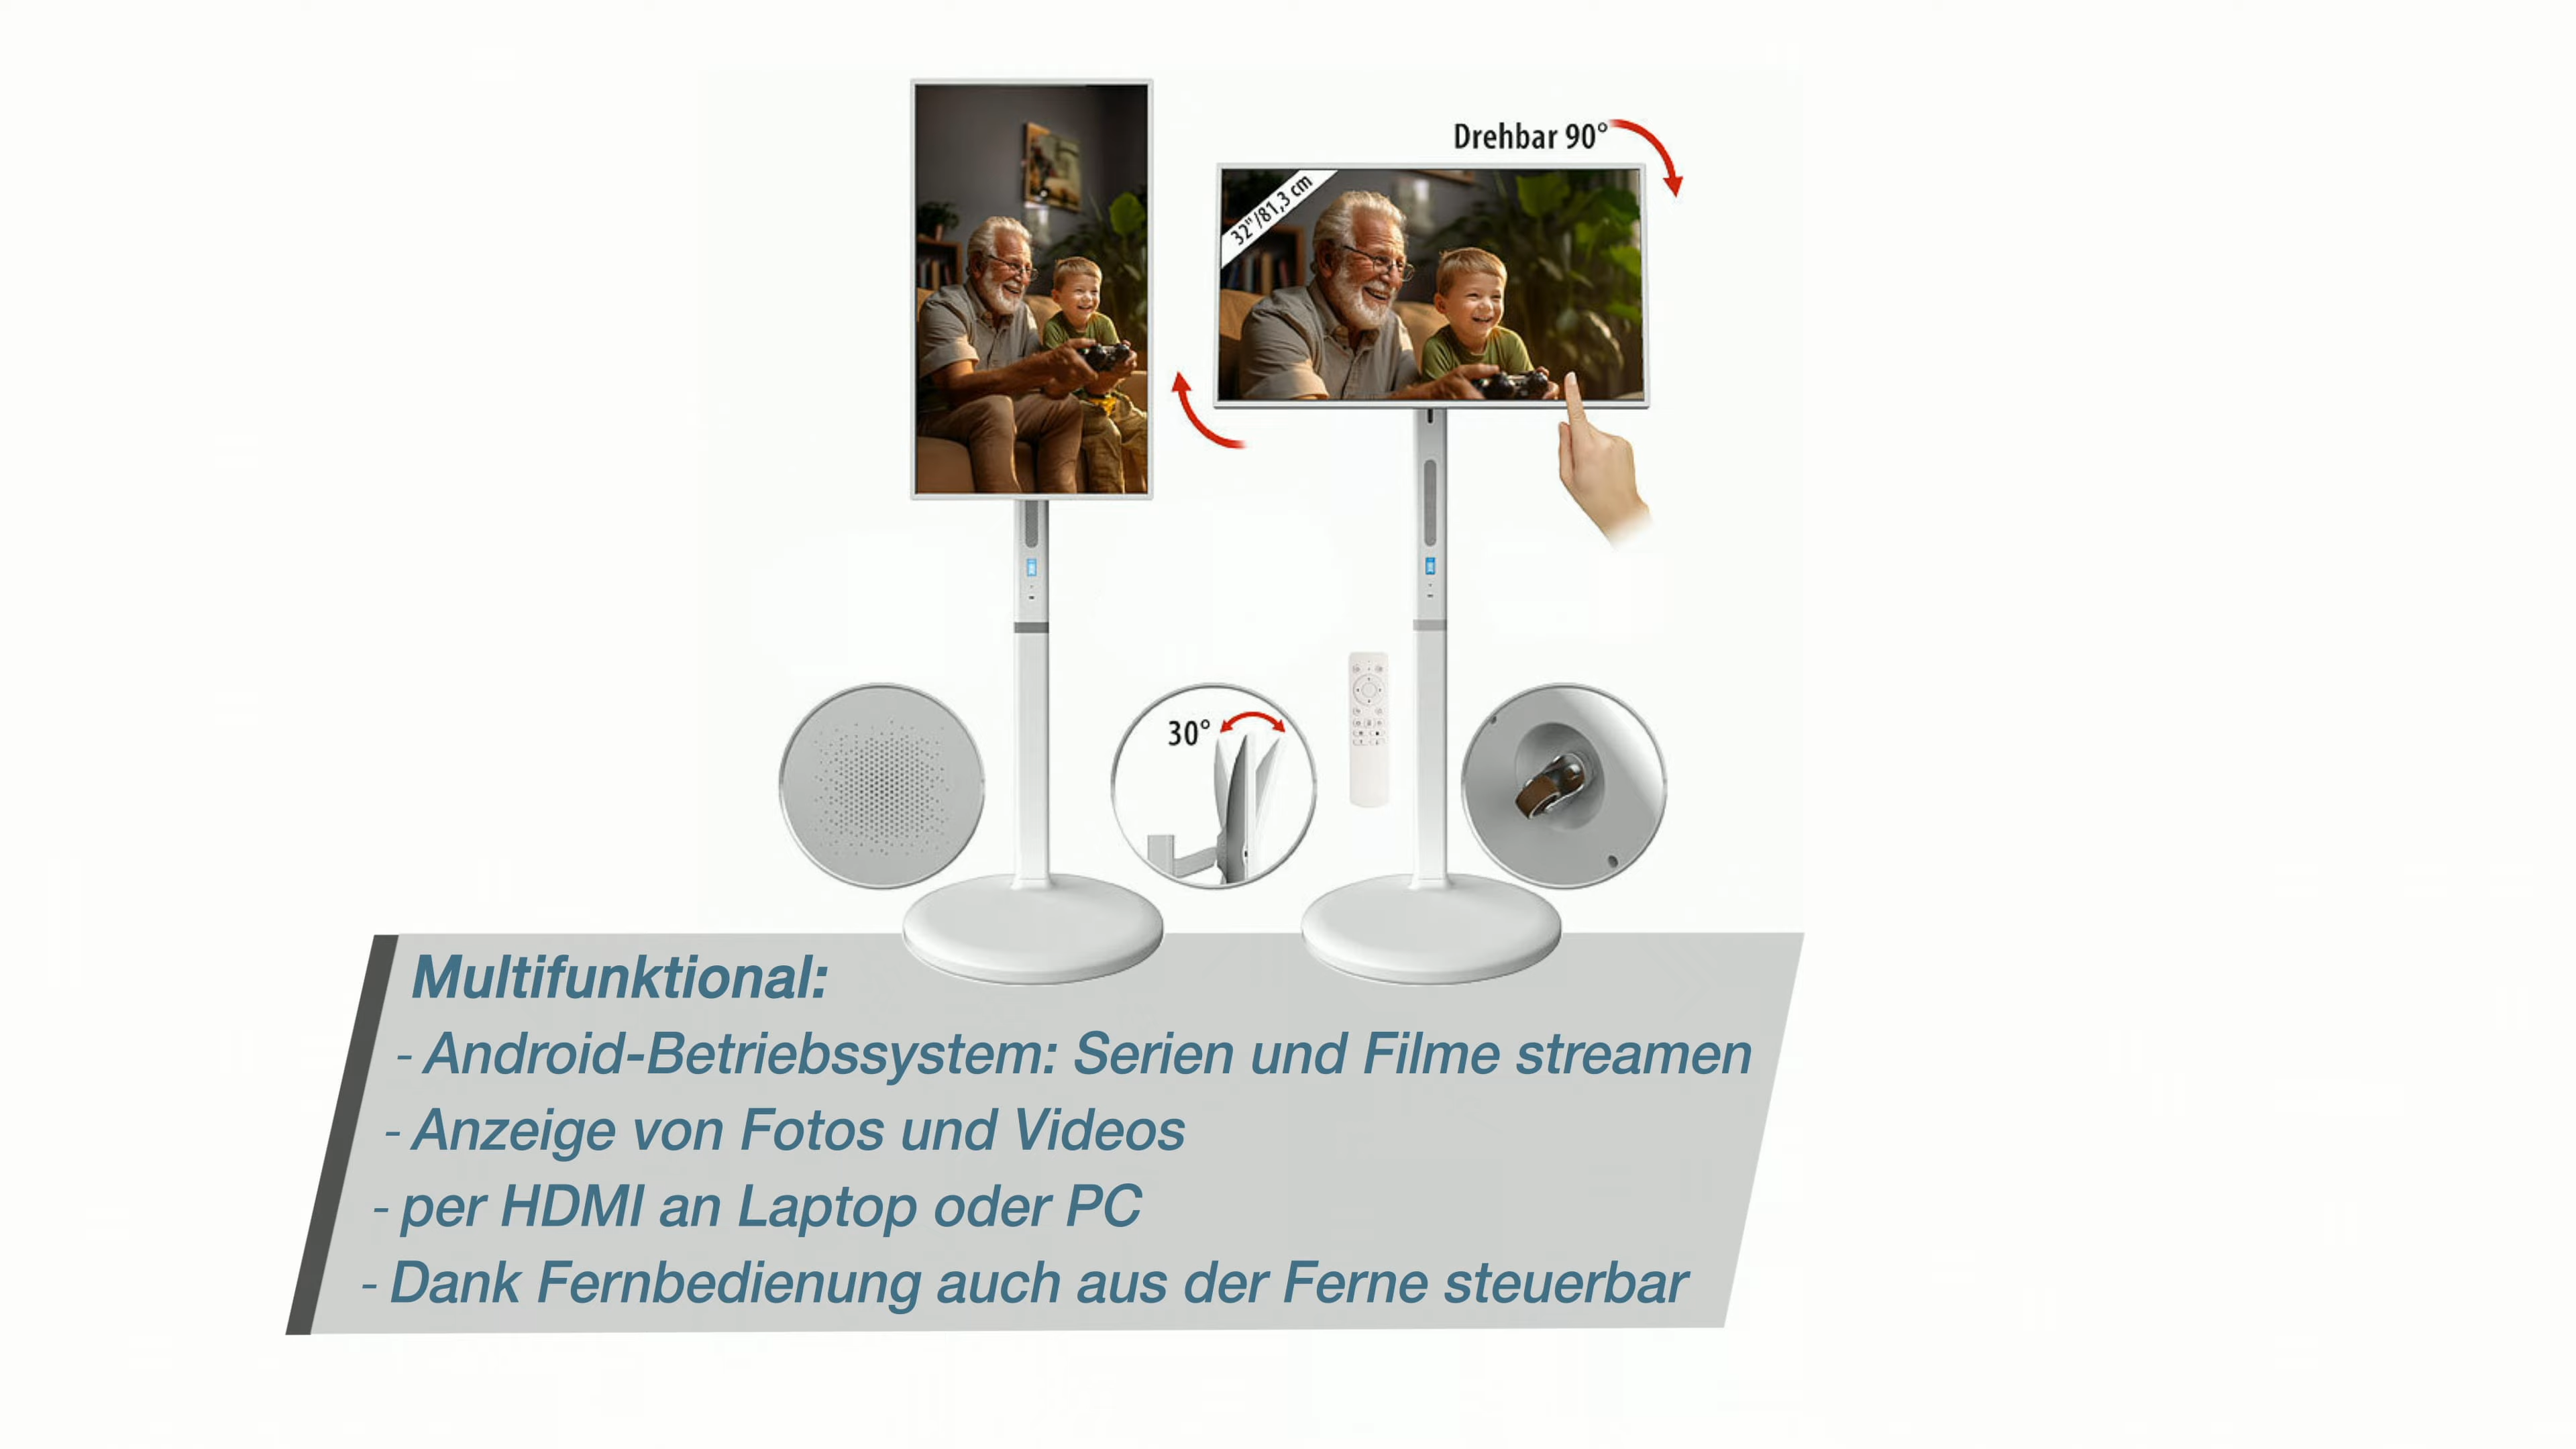 Drehbar 90°
32"/81,3 cm
30°
Multifunktional:
- Android-Betriebssystem: Serien und Filme streamen
- Anzeige von Fotos und Videos
- per HDMI an Laptop oder PC
- Dank Fernbedienung auch aus der Ferne steuerbar